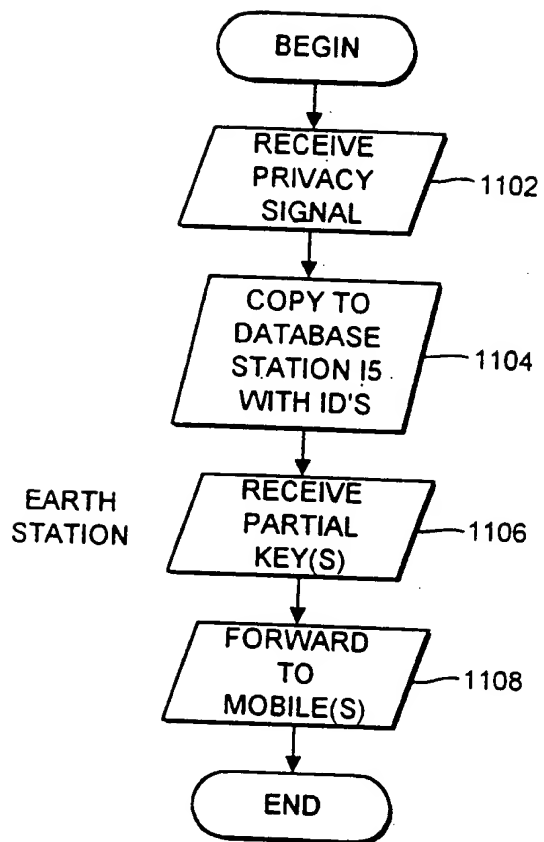 BEGIN
RECEIVE
PRIVACY
SIGNAL
1102
COPY TO
DATABASE
STATION I5
WITH ID'S
1104
EARTH
STATION
RECEIVE
PARTIAL
KEY(S)
1106
FORWARD
TO
MOBILE(S)
1108
END